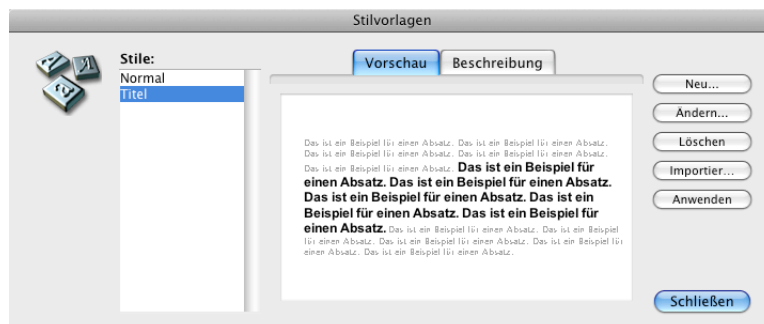 Stilvorlagen
Stile:
Normal
Titel
Vorschau
Beschreibung
Das ist ein Beispiel für einen Absatz. Das ist ein Beispiel für einen Absatz.
Das ist ein Beispiel für einen Absatz. Das ist ein Beispiel für einen Absatz.
Das ist ein Beispiel für einen Absatz. Das ist ein Beispiel für
einen Absatz. Das ist ein Beispiel für einen Absatz.
Das ist ein Beispiel für einen Absatz. Das ist ein
Beispiel für einen Absatz. Das ist ein Beispiel für
einen Absatz. Das ist ein Beispiel für einen Absatz. Das ist ein Beispiel
für einen Absatz. Das ist ein Beispiel für einen Absatz. Das ist ein Beispiel für
einen Absatz. Das ist ein Beispiel für einen Absatz.
Neu...
Ändern...
Löschen
Importier...
Anwenden
Schließen